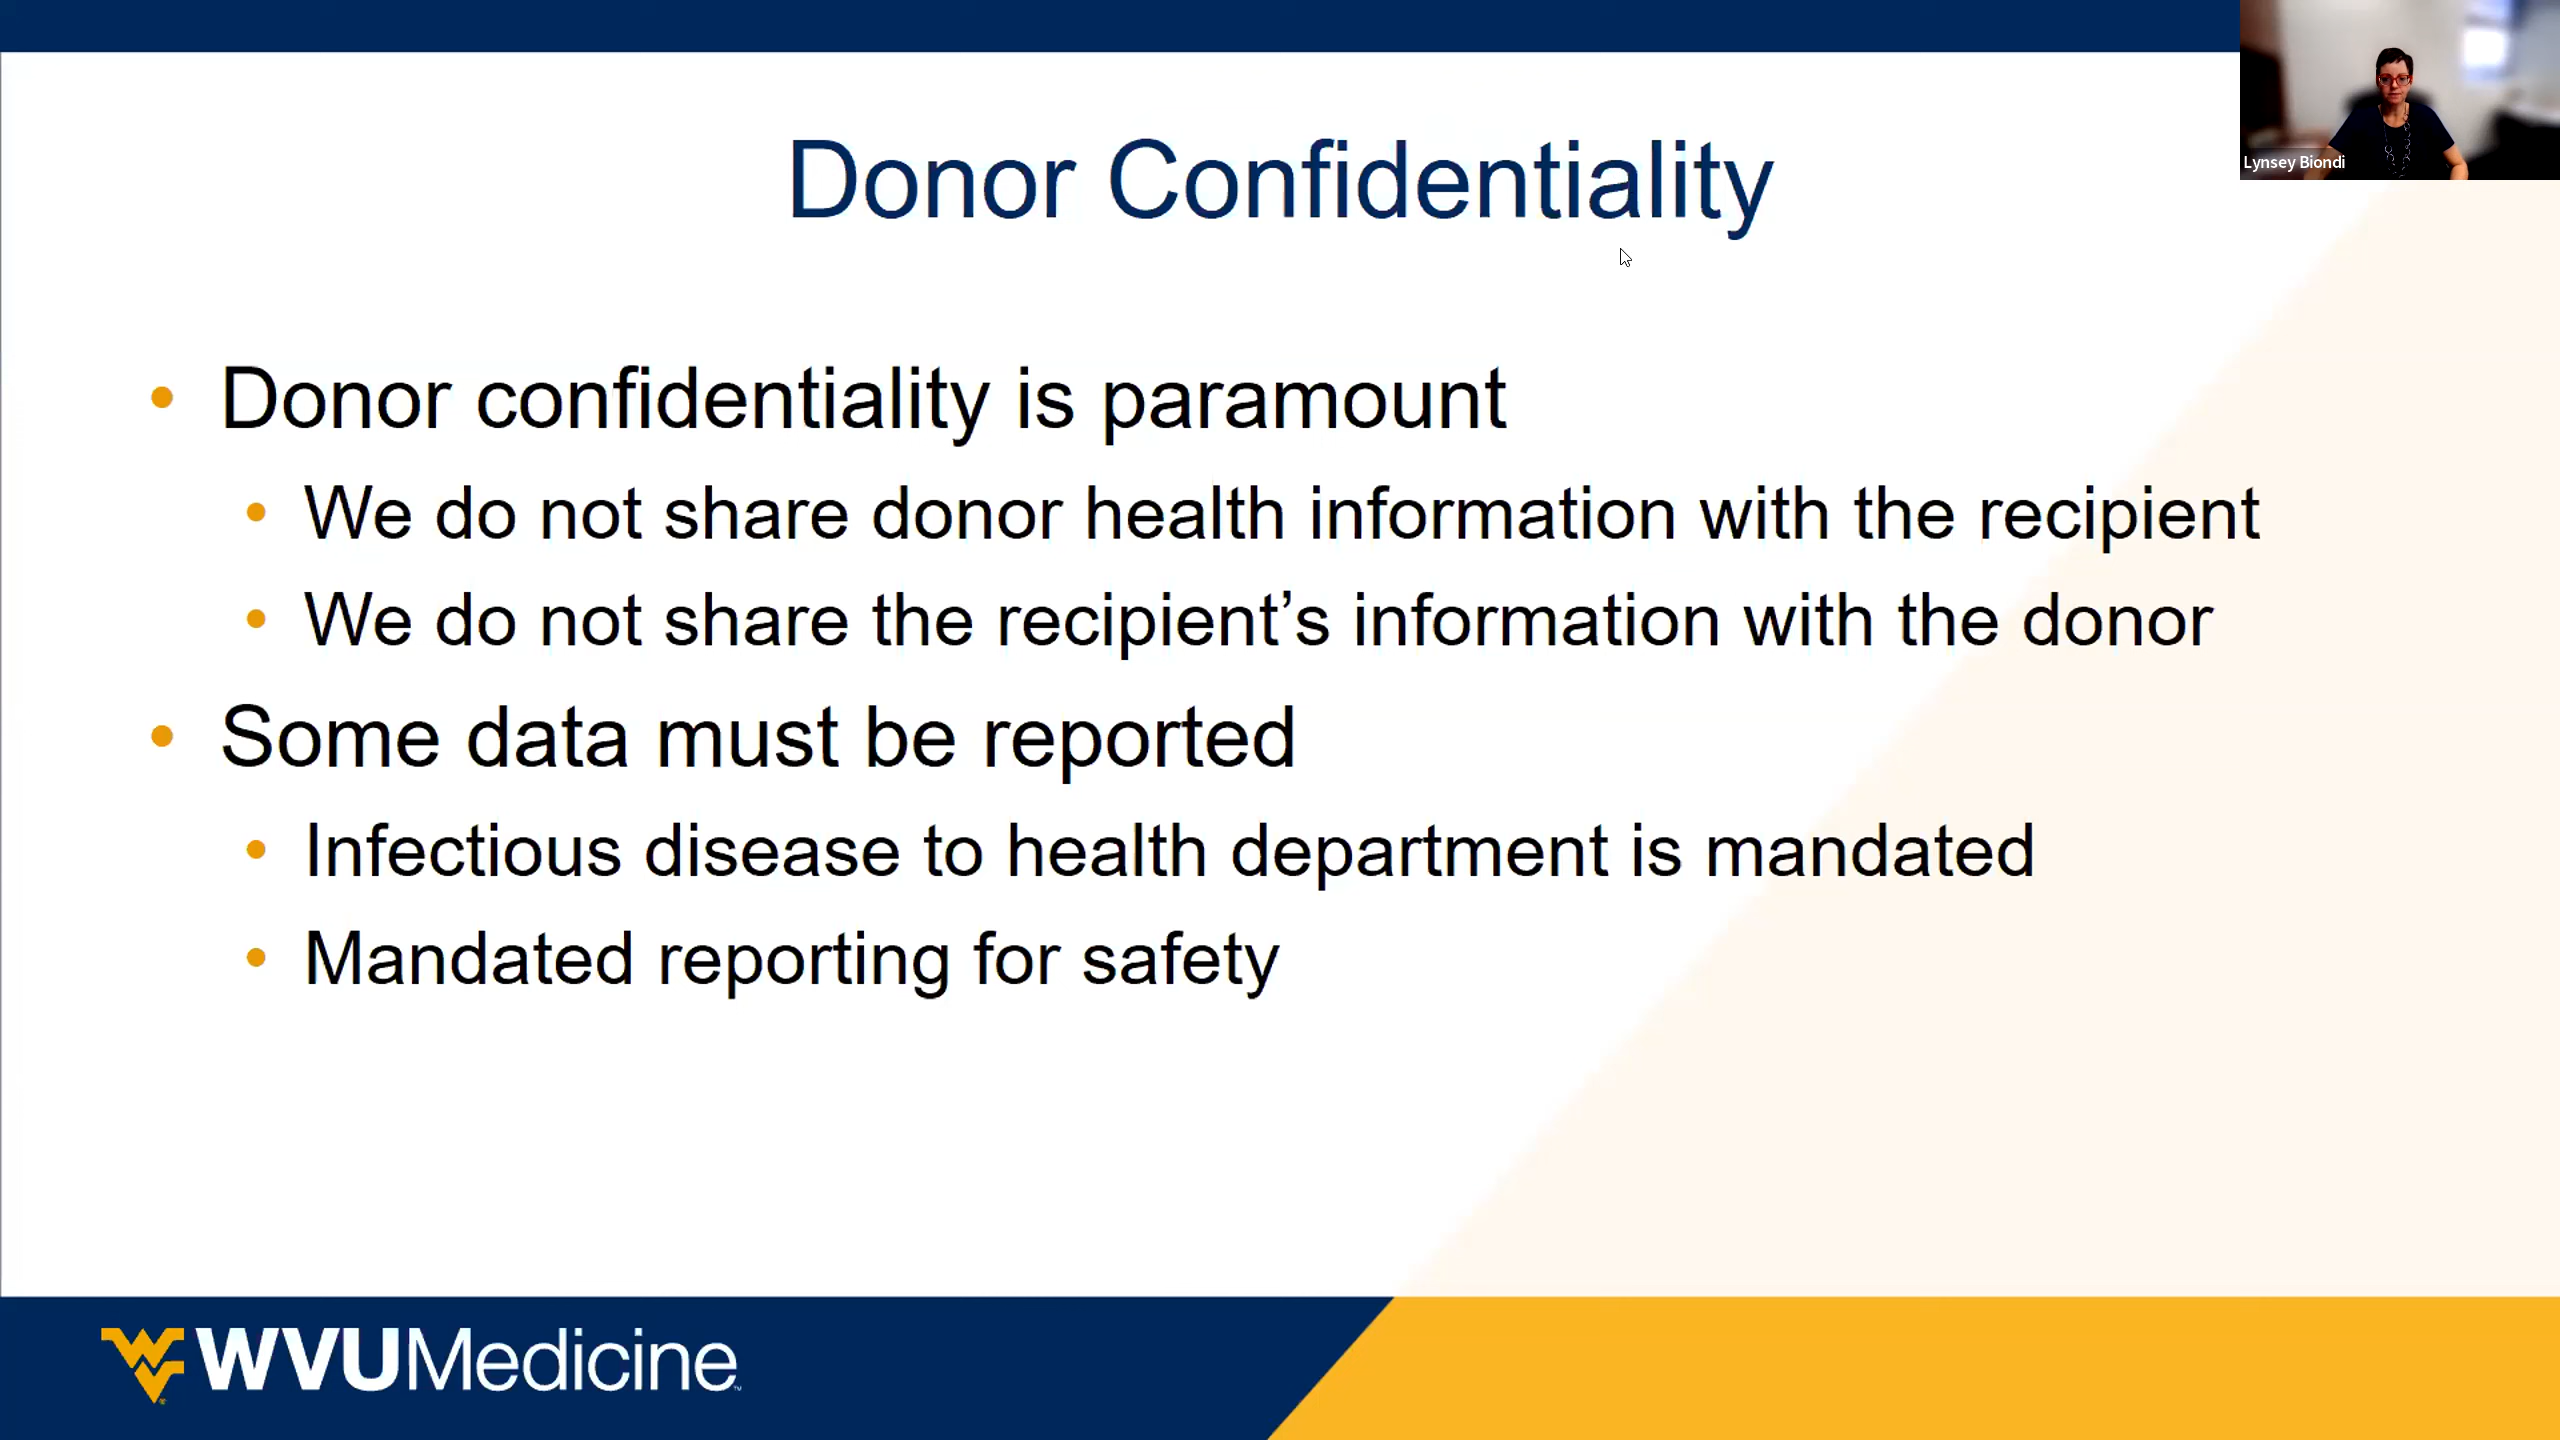 Lynsey Biondi
Donor Confidentiality
• Donor confidentiality is paramount
• We do not share donor health information with the recipient
• We do not share the recipient’s information with the donor
• Some data must be reported
• Infectious disease to health department is mandated
• Mandated reporting for safety
WVUMedicine™